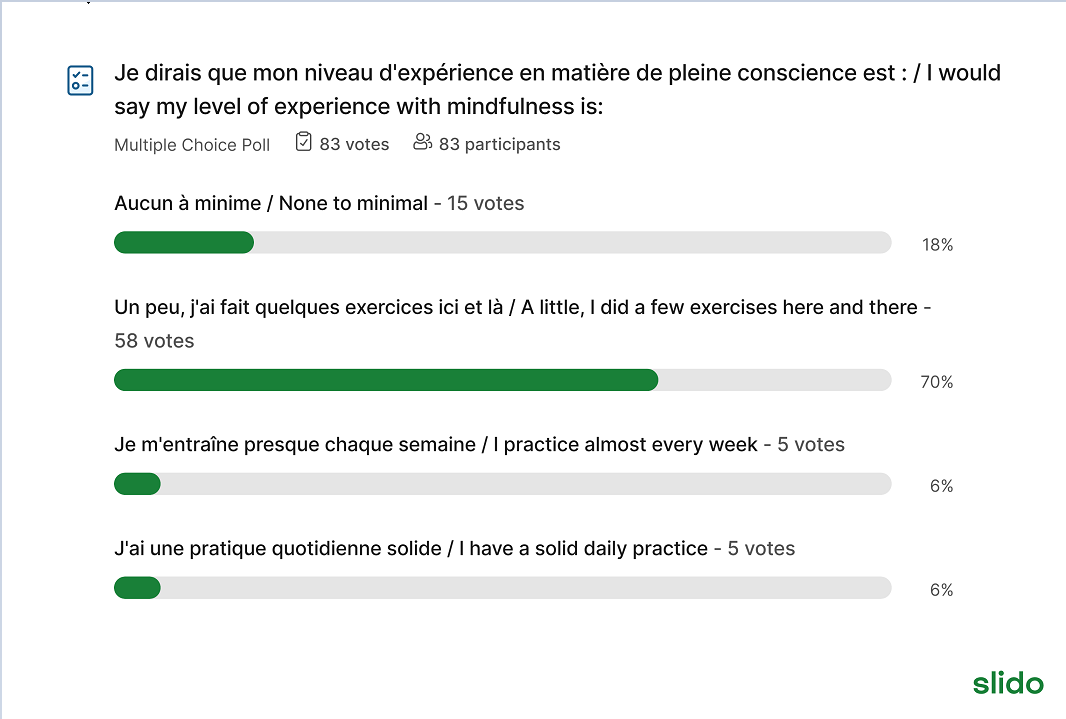 Je dirais que mon niveau d'expérience en matière de pleine conscience est : / I would
say my level of experience with mindfulness is:
Multiple Choice Poll 83 votes 83 participants
Aucun à minime / None to minimal - 15 votes
18%
Un peu, j'ai fait quelques exercices ici et là / A little, I did a few exercises here and there -
58 votes
70%
Je m'entraîne presque chaque semaine / I practice almost every week - 5 votes
6%
J'ai une pratique quotidienne solide / I have a solid daily practice - 5 votes
6%
slido